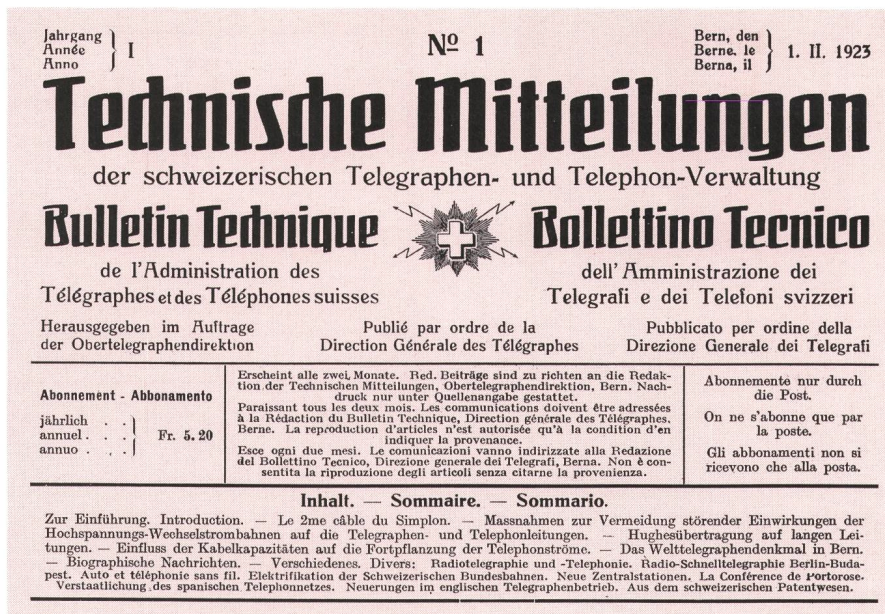 Jahrgang
Année
Anno
I
Nº 1
Bern, den
Berne, le
Berna, il
1. II. 1923
Technische Mitteilungen
der schweizerischen Telegraphen- und Telephon-Verwaltung
Bulletin Technique
de l'Administration des
Télégraphes et des Téléphones suisses
Bollettino Tecnico
dell' Amministrazione dei
Telegrafi e dei Telefoni svizzeri
Herausgegeben im Auftrage
der Obertelegraphendirektion
Publié par ordre de la
Direction Générale des Télégraphes
Pubblicato per ordine della
Direzione Generale dei Telegrafi
Abonnement - Abbonamento
jährlich . .
annuel . . .
annuo . . .
Fr. 5.20
Erscheint alle zwei Monate. Red. Beiträge sind zu richten an die Redak-
tion der Technischen Mitteilungen, Obertelegraphendirektion, Bern. Nach-
druck nur unter Quellenangabe gestattet.
Paraissant tous les deux mois. Les communications doivent être adressées
à la Rédaction du Bulletin Technique, Direction générale des Télégraphes,
Berne. La reproduction d'articles n'est autorisée qu'à la condition d'en
indiquer la provenance.
Esce ogni due mesi. Le comunicazioni vanno indirizzate alla Redazione
del Bollettino Tecnico, Direzione generale dei Telegrafi, Berna. Non è con-
sentita la riproduzione degli articoli senza citarne la provenienza.
Abonnemente nur durch
die Post.
On ne s'abonne que par
la poste.
Gli abbonamenti non si
ricevono che alla posta.
Inhalt. — Sommaire. — Sommario.
Zur Einführung. Introduction. — Le 2me câble du Simplon. — Massnahmen zur Vermeidung störender Einwirkungen der
Hochspannungs-Wechselstrombahnen auf die Telegraphen- und Telephonleitungen. — Hughesübertragung auf langen Lei-
tungen. — Einfluss der Kabelkapazitäten auf die Fortpflanzung der Telephonströme. — Das Welttelegraphendenkmal in Bern.
— Biographische Nachrichten. — Verschiedenes. Divers: Radiotelegraphie und -Telephonie. Radio-Schnelltelegraphie Berlin-Buda-
pest. Auto et téléphonie sans fil. Elektrifikation der Schweizerischen Bundesbahnen. Neue Zentralstationen. La Conférence de Portorose.
Verstaatlichung des spanischen Telephonnetzes. Neuerungen im englischen Telegraphenbetrieb. Aus dem schweizerischen Patentwesen.